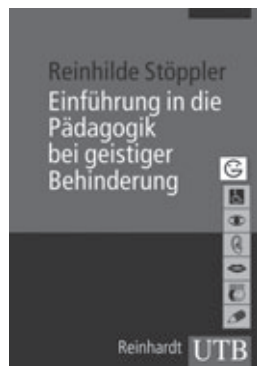 Reinhilde Stöppler
Einführung in die
Pädagogik
bei geistiger
Behinderung
Reinhardt UTB